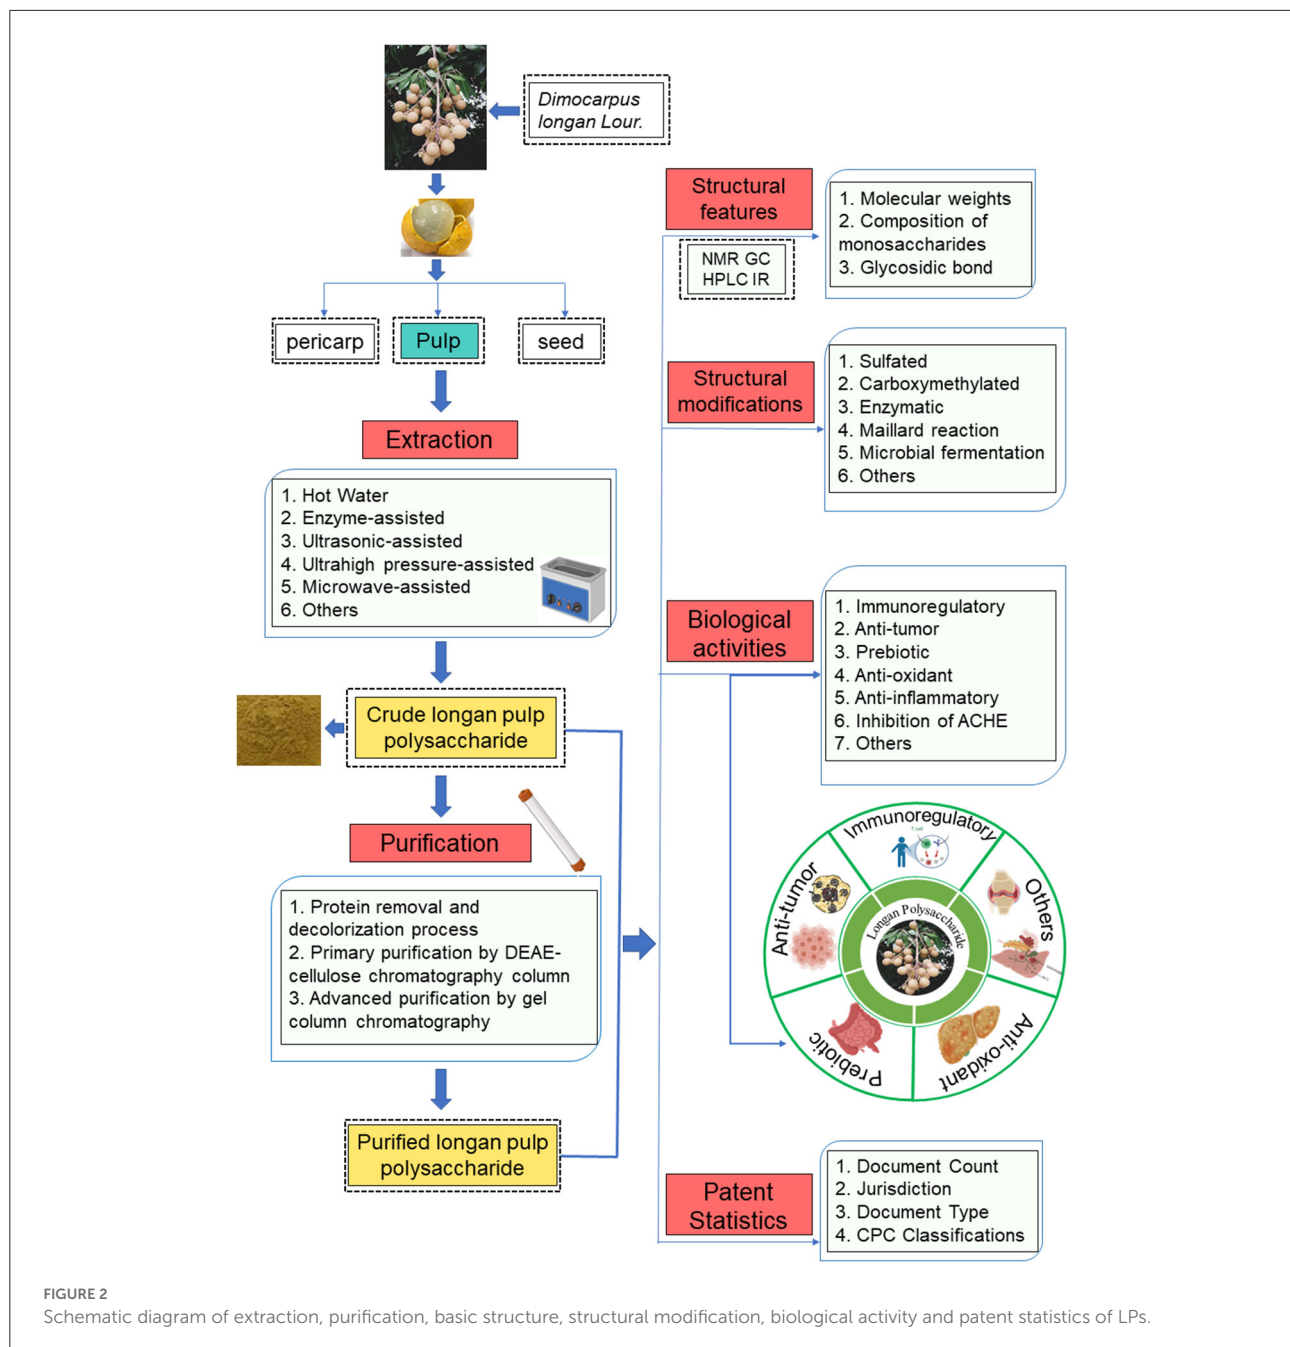 Dimocarpus
longan Lour.
pericarp
Pulp
seed
Extraction
1. Hot Water
2. Enzyme-assisted
3. Ultrasonic-assisted
4. Ultrahigh pressure-assisted
5. Microwave-assisted
6. Others
Crude longan pulp
polysaccharide
Purification
1. Protein removal and
decolorization process
2. Primary purification by DEAE-
cellulose chromatography column
3. Advanced purification by gel
column chromatography
Purified longan pulp
polysaccharide
Structural
features
NMR GC
HPLC IR
1. Molecular weights
2. Composition of
monosaccharides
3. Glycosidic bond
Structural
modifications
1. Sulfated
2. Carboxymethylated
3. Enzymatic
4. Maillard reaction
5. Microbial fermentation
6. Others
Biological
activities
1. Immunoregulatory
2. Anti-tumor
3. Prebiotic
4. Anti-oxidant
5. Anti-inflammatory
6. Inhibition of ACHE
7. Others
Immunoregulatory
T cell
Anti-tumor
Others
Longan Polysaccharide
Prebiotic
Anti-oxidant
Patent
Statistics
1. Document Count
2. Jurisdiction
3. Document Type
4. CPC Classifications
FIGURE 2
Schematic diagram of extraction, purification, basic structure, structural modification, biological activity and patent statistics of LPs.